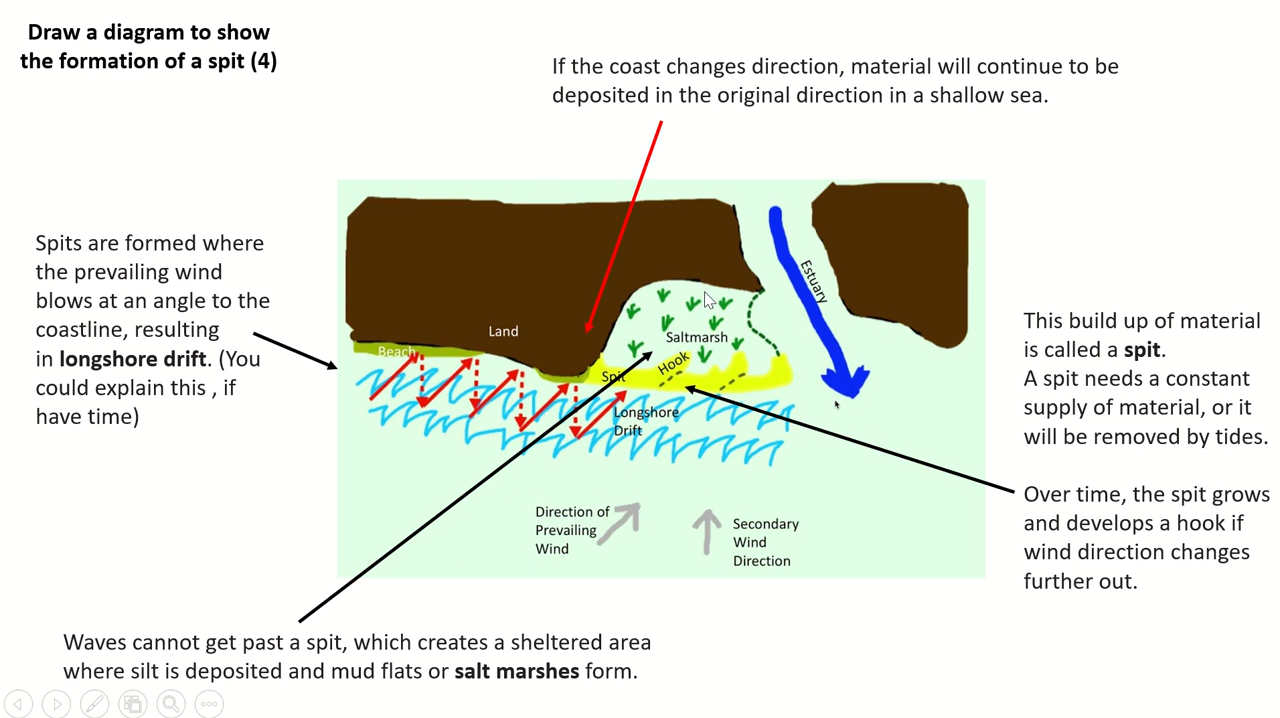 Draw a diagram to show
the formation of a spit (4)
If the coast changes direction, material will continue to be
deposited in the original direction in a shallow sea.
Spits are formed where
the prevailing wind
blows at an angle to the
coastline, resulting
in longshore drift. (You
could explain this , if
have time)
Land
Beach
Estuary
Saltmarsh
Hook
Spit
Longshore
Drift
Direction of
Prevailing
Wind
Secondary
Wind
Direction
This build up of material
is called a spit.
A spit needs a constant
supply of material, or it
will be removed by tides.
Over time, the spit grows
and develops a hook if
wind direction changes
further out.
Waves cannot get past a spit, which creates a sheltered area
where silt is deposited and mud flats or salt marshes form.